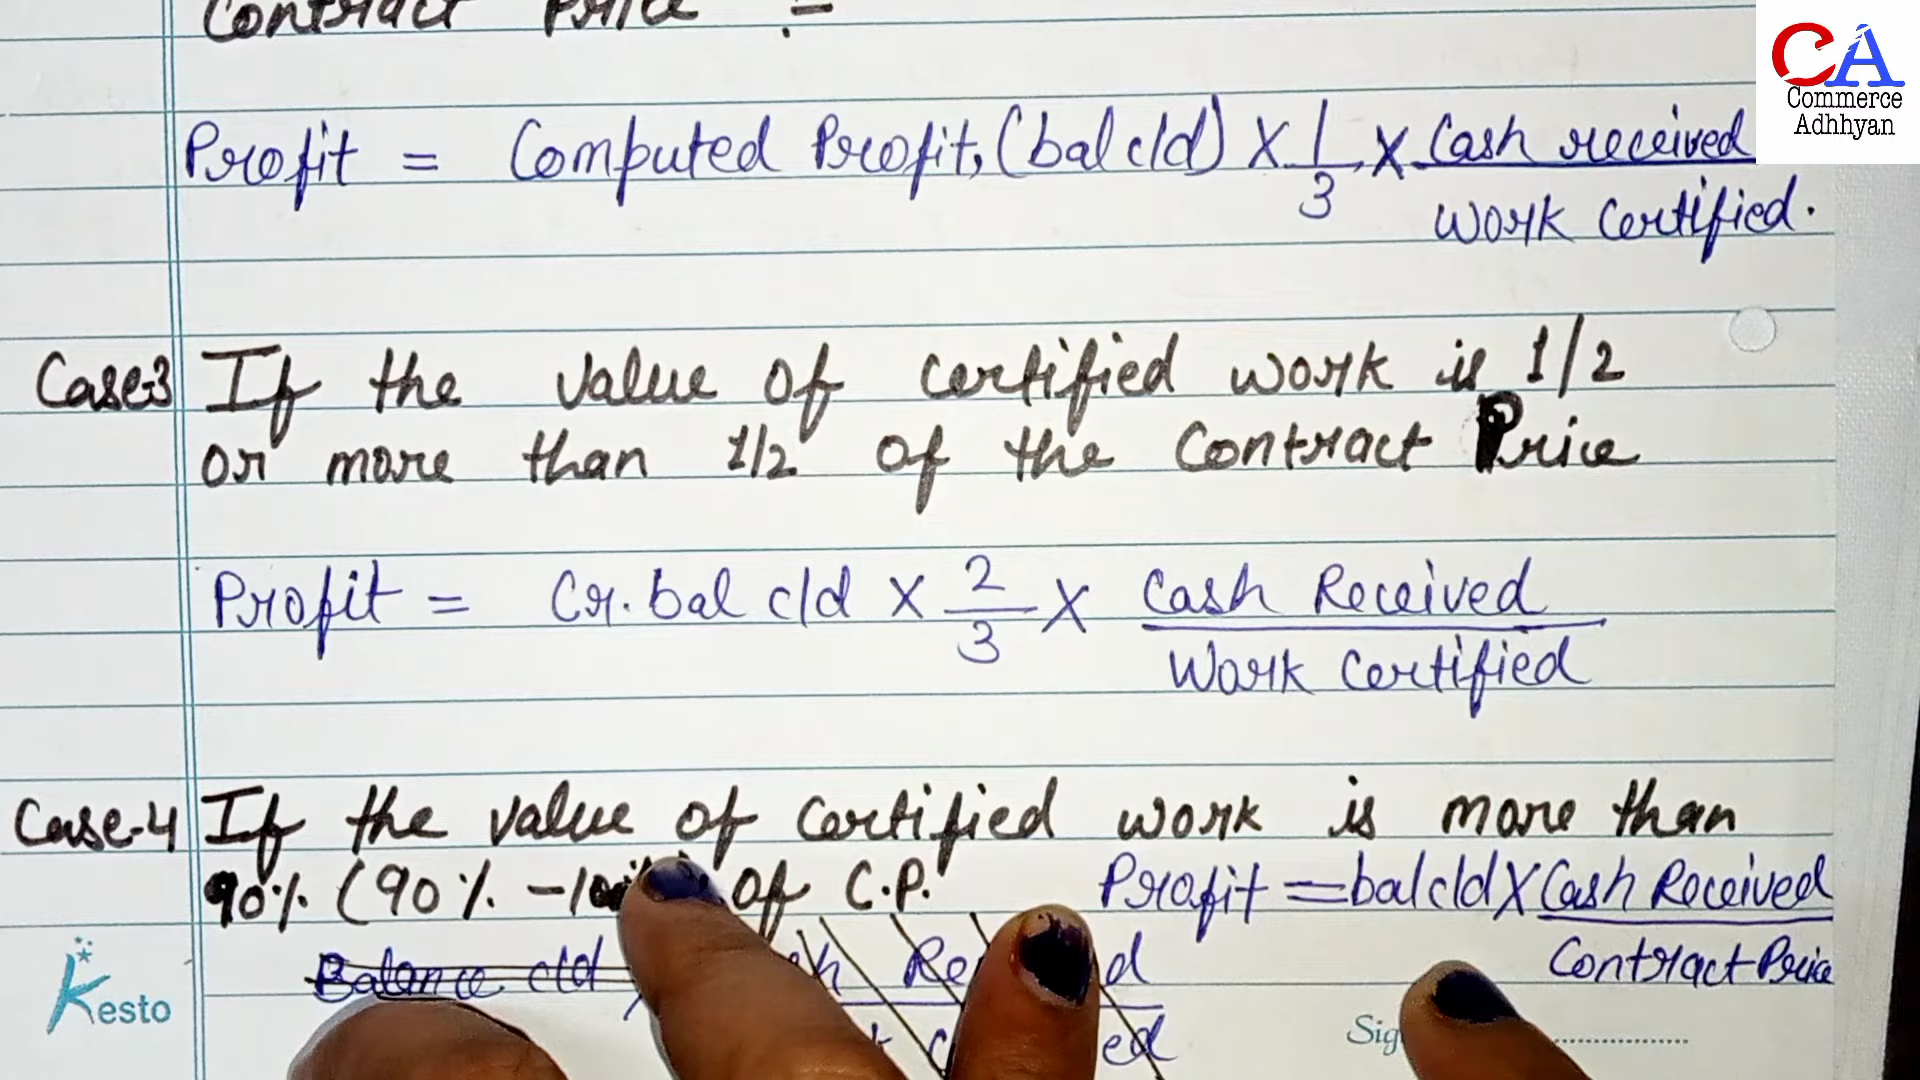 Contract Price :-
CA
Commerce
Adhhyan
Profit = Computed Profit, (bal c/d) X 1/3 X Cash received
Work Certified.
Case-3 If the value of certified work is 1/2
or more than 1/2 of the Contract Price
Profit = Cr. bal c/d X 2/3 X Cash Received
Work Certified
Case-4 If the value of certified work is more than
90% (90% - of C.P. Profit = bal c/d X Cash Received
Contract Price
Balance c/d
Kesto